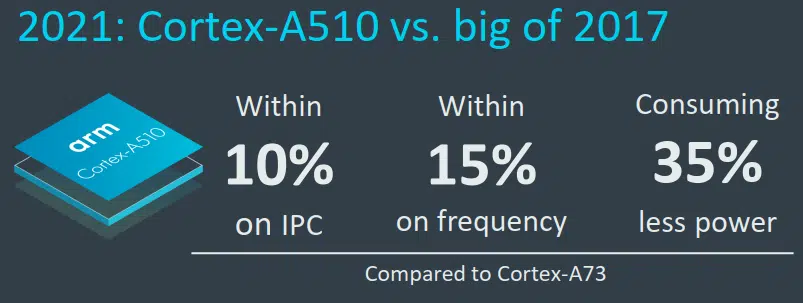 2021: Cortex-A510 vs. big of 2017
arm
Cortex-A510
Within
10%
on IPC
Within
15%
on frequency
Consuming
35%
less power
Compared to Cortex-A73